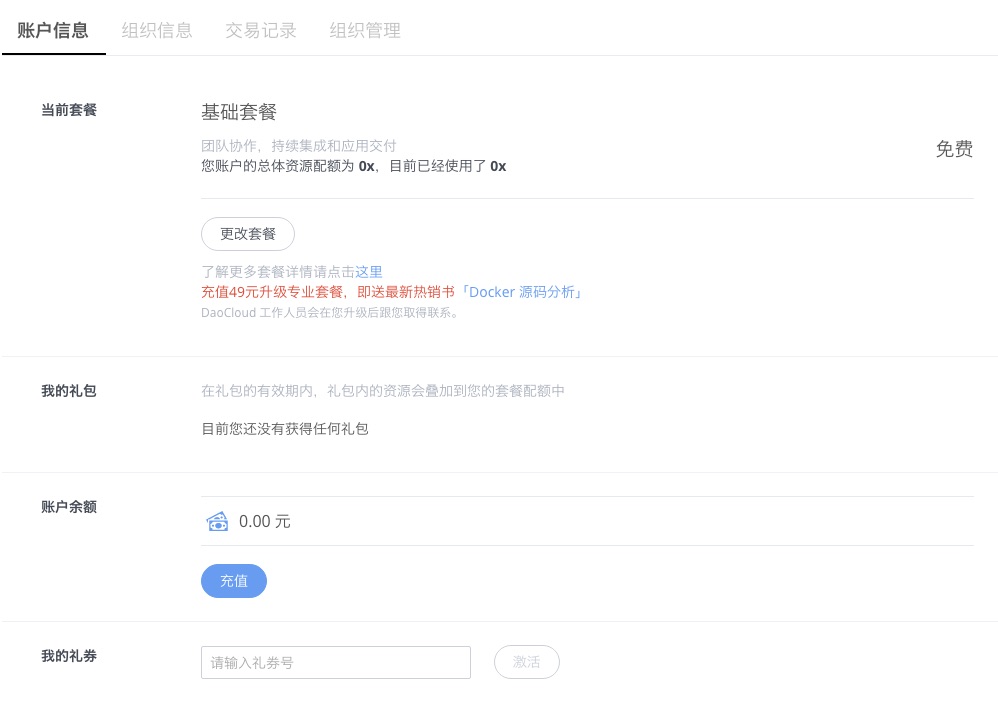 账户信息 组织信息 交易记录 组织管理
当前套餐
基础套餐
团队协作，持续集成和应用交付
您账户的总体资源配额为 0x，目前已经使用了 0x
免费
更改套餐
了解更多套餐详情请点击这里
充值49元升级专业套餐，即送最新热销书「Docker 源码分析」
DaoCloud 工作人员会在您升级后跟您取得联系。
我的礼包
在礼包的有效期内，礼包内的资源会叠加到您的套餐配额中
目前您还没有获得任何礼包
账户余额
0.00 元
充值
我的礼券
请输入礼券号
激活